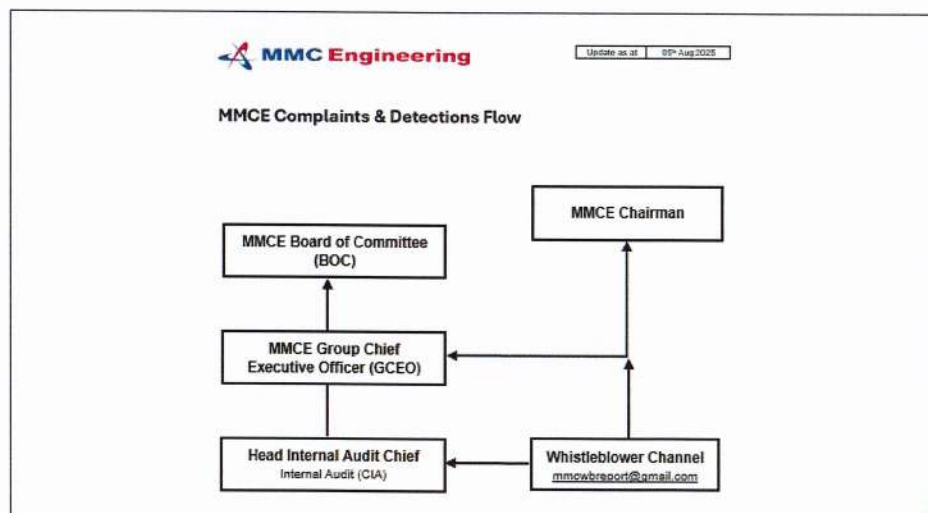 MMC Engineering
Update as at 05th Aug 2025
MMCE Complaints & Detections Flow
MMCE Chairman
MMCE Board of Committee
(BOC)
MMCE Group Chief
Executive Officer (GCEO)
Head Internal Audit Chief
Internal Audit (CIA)
Whistleblower Channel
mmcwbreport@gmail.com